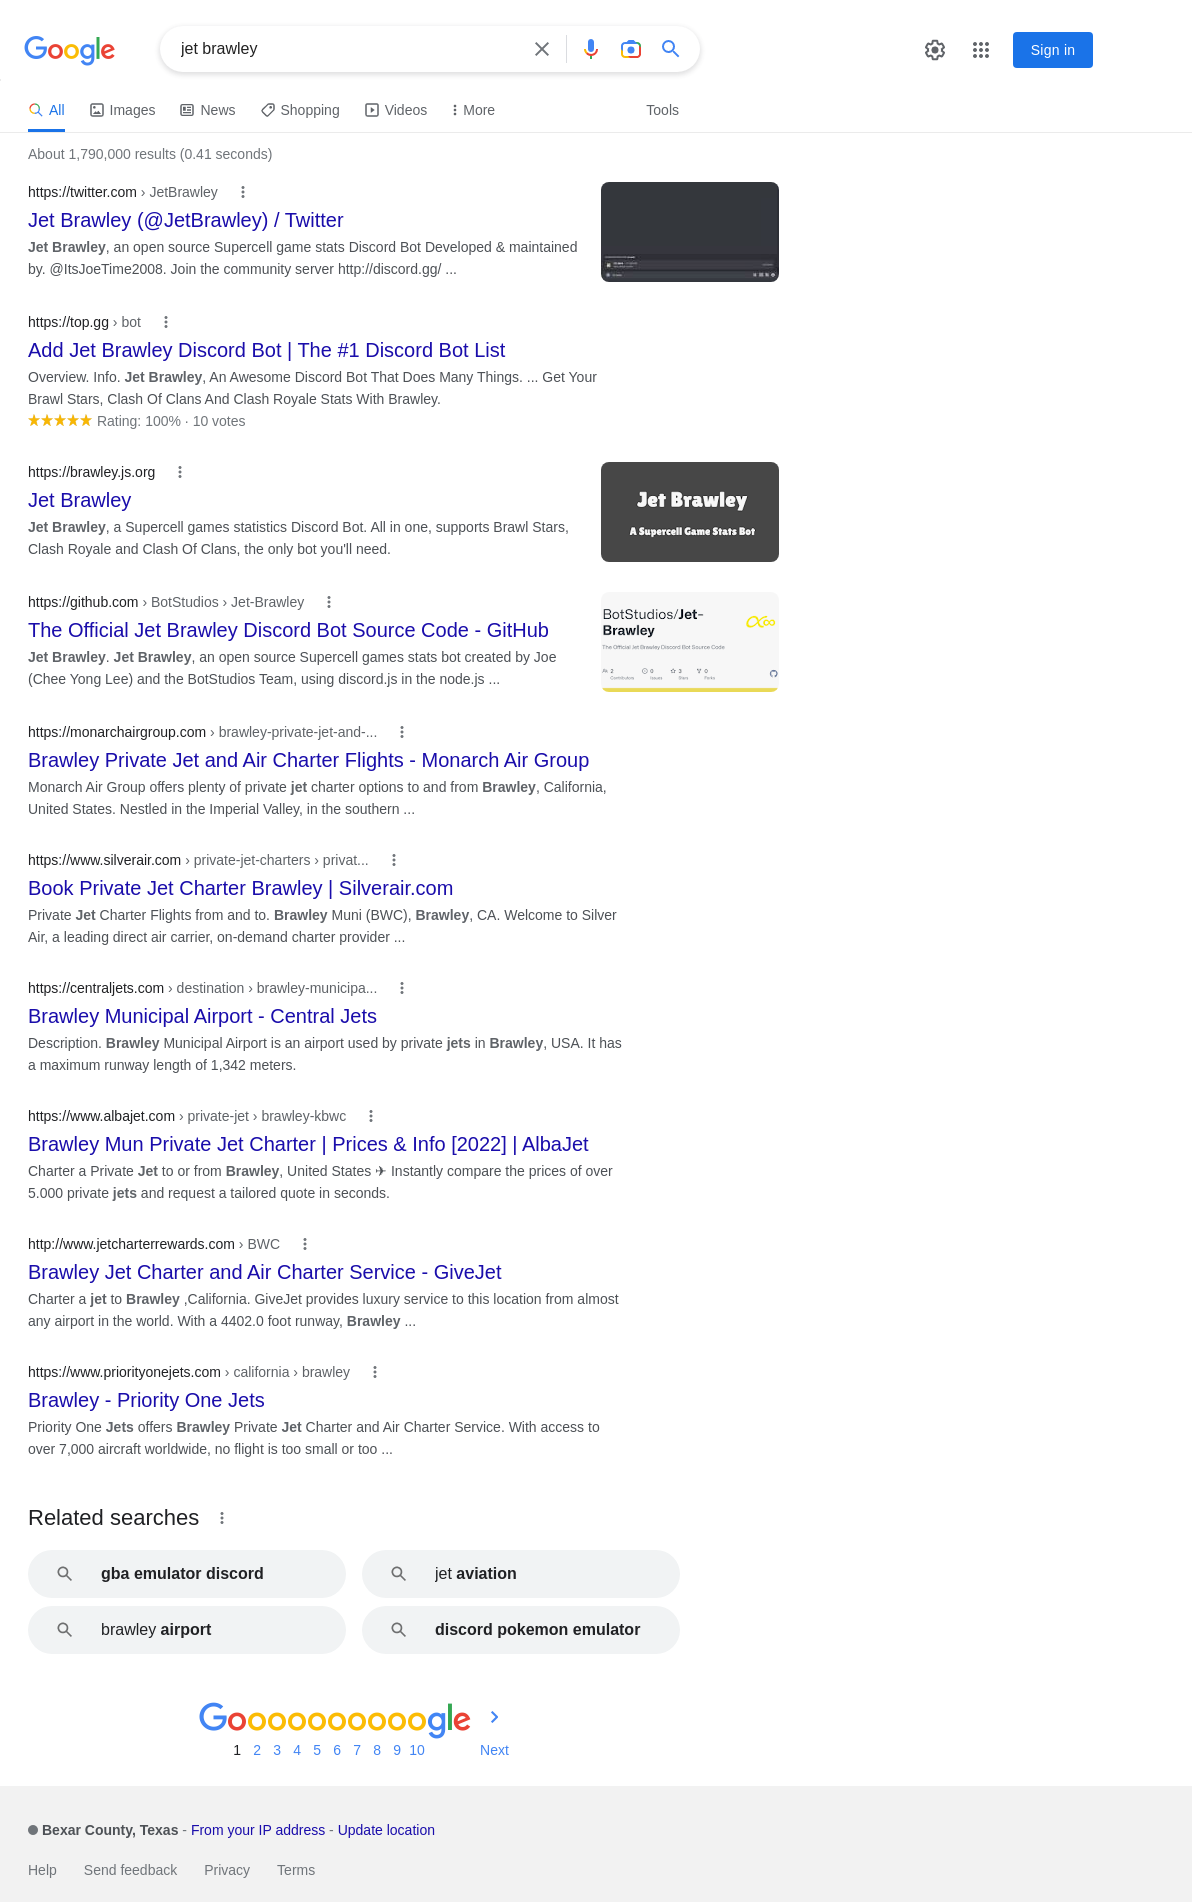 Google
jet brawley
Sign in
All
Images
News
Shopping
Videos
More
Tools
About 1,790,000 results (0.41 seconds)
https://twitter.com › JetBrawley
Jet Brawley (@JetBrawley) / Twitter
Jet Brawley, an open source Supercell game stats Discord Bot Developed & maintained
by. @ItsJoeTime2008. Join the community server http://discord.gg/ ...
https://top.gg › bot
Add Jet Brawley Discord Bot | The #1 Discord Bot List
Overview. Info. Jet Brawley, An Awesome Discord Bot That Does Many Things. ... Get Your
Brawl Stars, Clash Of Clans And Clash Royale Stats With Brawley.
Rating: 100% · 10 votes
https://brawley.js.org
Jet Brawley
Jet Brawley, a Supercell games statistics Discord Bot. All in one, supports Brawl Stars,
Clash Royale and Clash Of Clans, the only bot you'll need.
Jet Brawley
A Supercell Game Stats Bot
https://github.com › BotStudios › Jet-Brawley
The Official Jet Brawley Discord Bot Source Code - GitHub
Jet Brawley. Jet Brawley, an open source Supercell games stats bot created by Joe
(Chee Yong Lee) and the BotStudios Team, using discord.js in the node.js ...
BotStudios/Jet-
Brawley
The Official Jet Brawley Discord Bot Source Code
2 0 3 0
Contributors Issues Stars Forks
https://monarchairgroup.com › brawley-private-jet-and-...
Brawley Private Jet and Air Charter Flights - Monarch Air Group
Monarch Air Group offers plenty of private jet charter options to and from Brawley, California,
United States. Nestled in the Imperial Valley, in the southern ...
https://www.silverair.com › private-jet-charters › privat...
Book Private Jet Charter Brawley | Silverair.com
Private Jet Charter Flights from and to. Brawley Muni (BWC), Brawley, CA. Welcome to Silver
Air, a leading direct air carrier, on-demand charter provider ...
https://centraljets.com › destination › brawley-municipa...
Brawley Municipal Airport - Central Jets
Description. Brawley Municipal Airport is an airport used by private jets in Brawley, USA. It has
a maximum runway length of 1,342 meters.
https://www.albajet.com › private-jet › brawley-kbwc
Brawley Mun Private Jet Charter | Prices & Info [2022] | AlbaJet
Charter a Private Jet to or from Brawley, United States ✈ Instantly compare the prices of over
5.000 private jets and request a tailored quote in seconds.
http://www.jetcharterrewards.com › BWC
Brawley Jet Charter and Air Charter Service - GiveJet
Charter a jet to Brawley ,California. GiveJet provides luxury service to this location from almost
any airport in the world. With a 4402.0 foot runway, Brawley ...
https://www.priorityonejets.com › california › brawley
Brawley - Priority One Jets
Priority One Jets offers Brawley Private Jet Charter and Air Charter Service. With access to
over 7,000 aircraft worldwide, no flight is too small or too ...
Related searches
gba emulator discord
jet aviation
brawley airport
discord pokemon emulator
Goooooooooogle
1 2 3 4 5 6 7 8 9 10 Next
Bexar County, Texas - From your IP address - Update location
Help Send feedback Privacy Terms